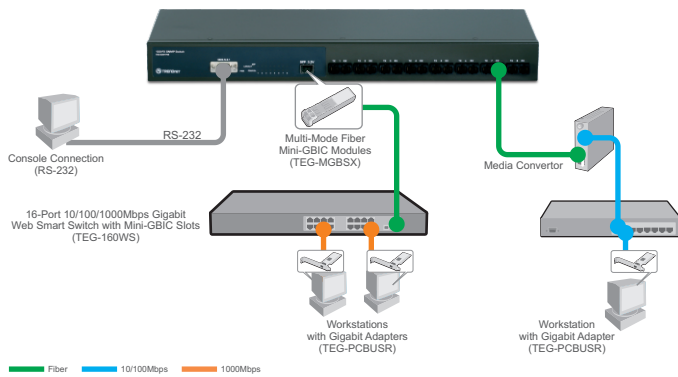 TRENDnet
RS-232
Console Connection
(RS-232)
Multi-Mode Fiber
Mini-GBIC Modules
(TEG-MGBSX)
Media Convertor
16-Port 10/100/1000Mbps Gigabit
Web Smart Switch with Mini-GBIC Slots
(TEG-160WS)
Workstations
with Gigabit Adapters
(TEG-PCBUSR)
Workstation
with Gigabit Adapter
(TEG-PCBUSR)
Fiber
10/100Mbps
1000Mbps